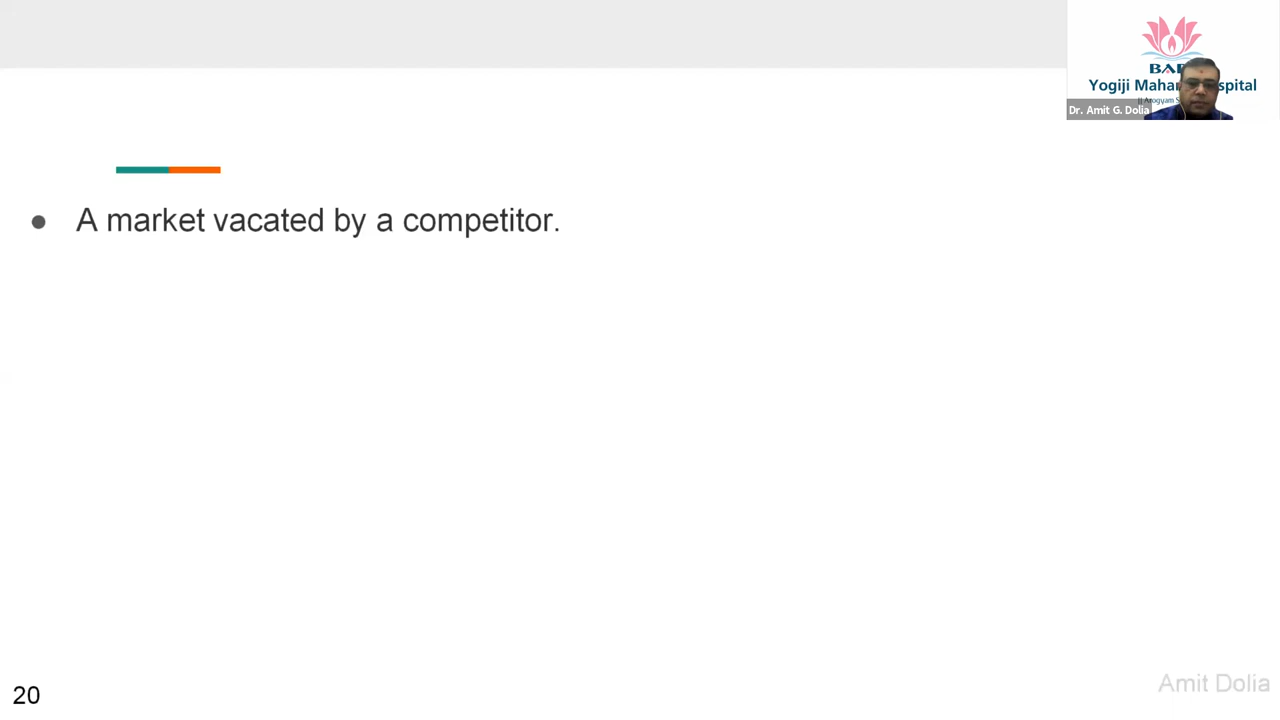 Yogiji Mahar spital
Dr. Amit G. Dolia
● A market vacated by a competitor.
20
Amit Dolia